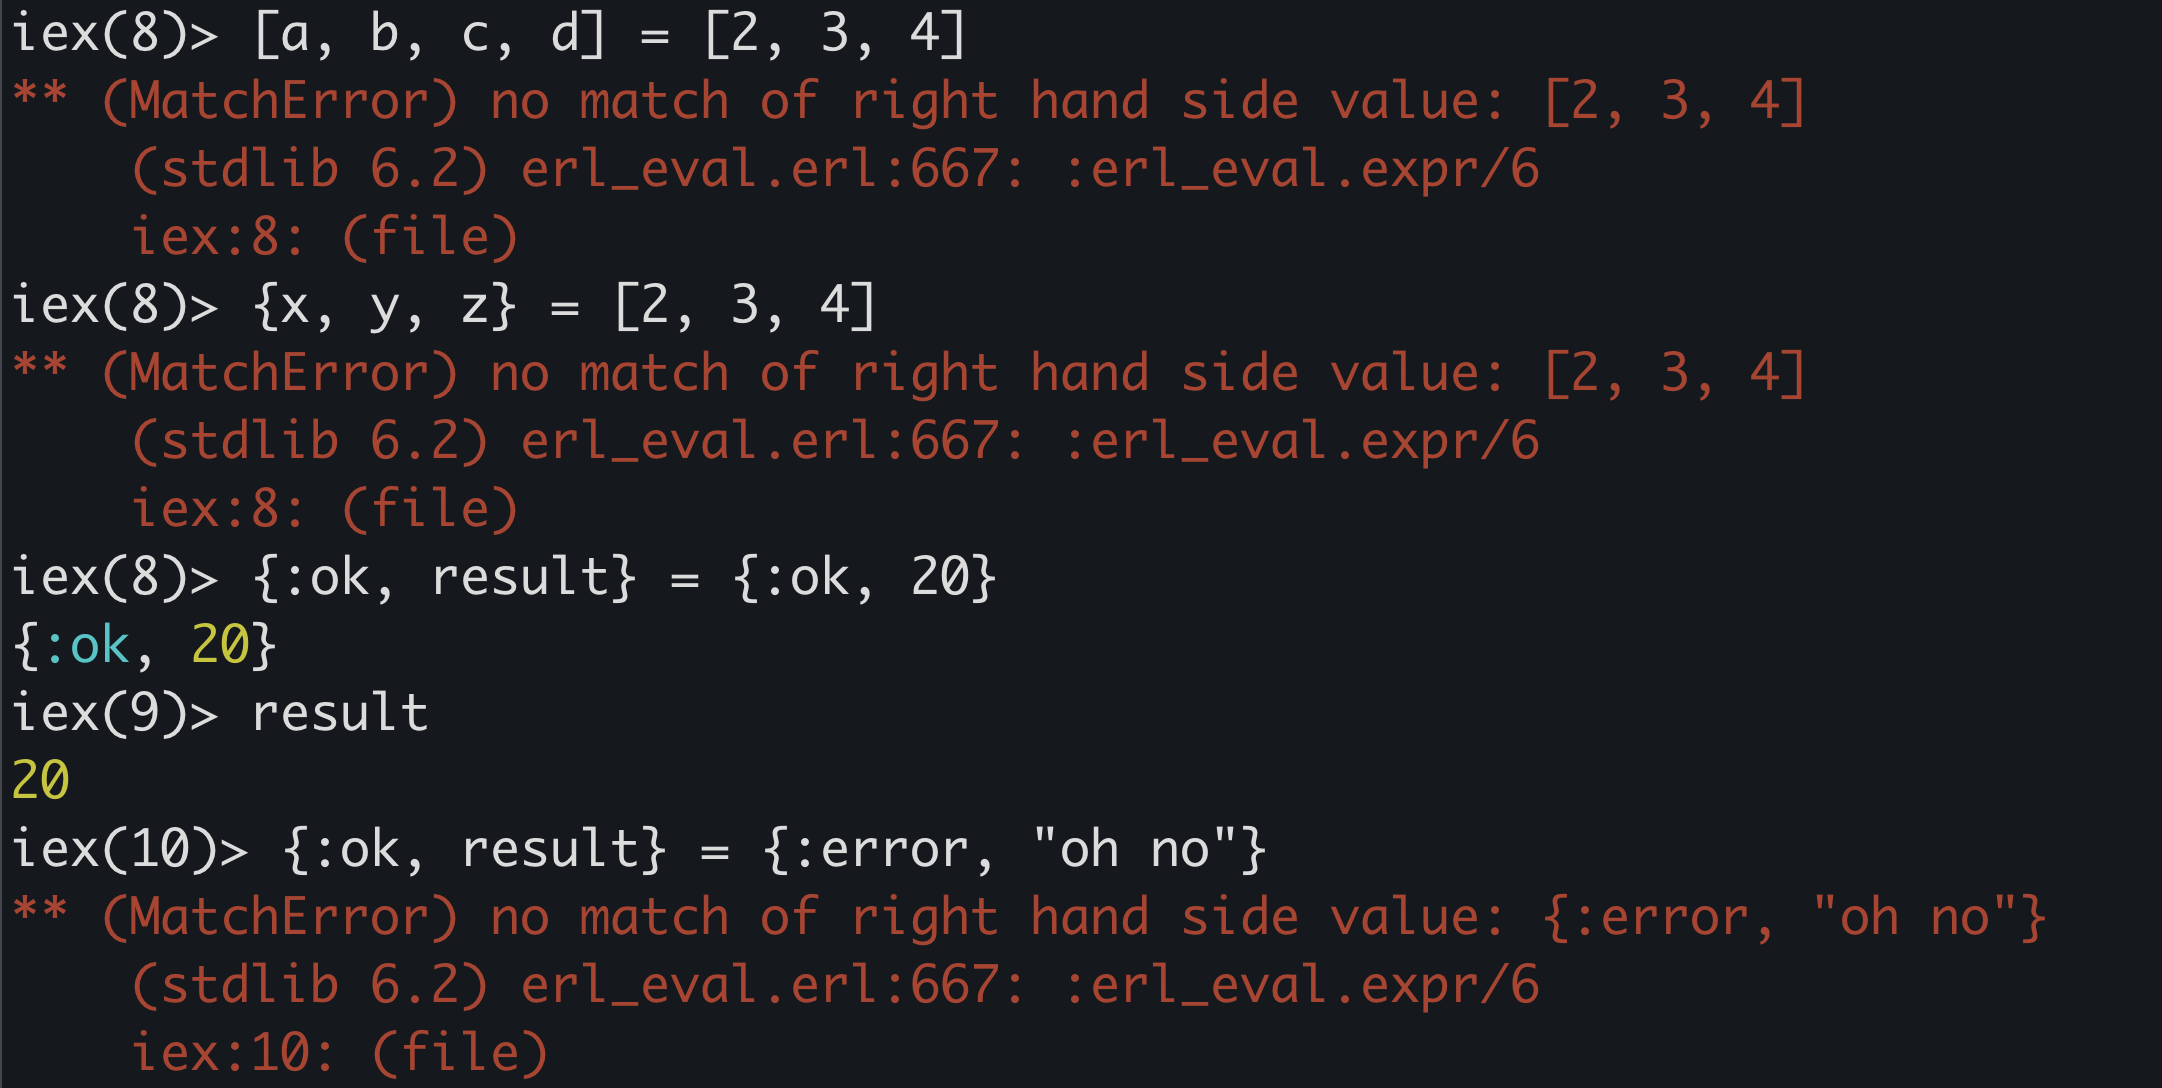 iex(8)> [a, b, c, d] = [2, 3, 4]
** (MatchError) no match of right hand side value: [2, 3, 4]
    (stdlib 6.2) erl_eval.erl:667: :erl_eval.expr/6
    iex:8: (file)
iex(8)> {x, y, z} = [2, 3, 4]
** (MatchError) no match of right hand side value: [2, 3, 4]
    (stdlib 6.2) erl_eval.erl:667: :erl_eval.expr/6
    iex:8: (file)
iex(8)> {:ok, result} = {:ok, 20}
{:ok, 20}
iex(9)> result
20
iex(10)> {:ok, result} = {:error, "oh no"}
** (MatchError) no match of right hand side value: {:error, "oh no"}
    (stdlib 6.2) erl_eval.erl:667: :erl_eval.expr/6
    iex:10: (file)